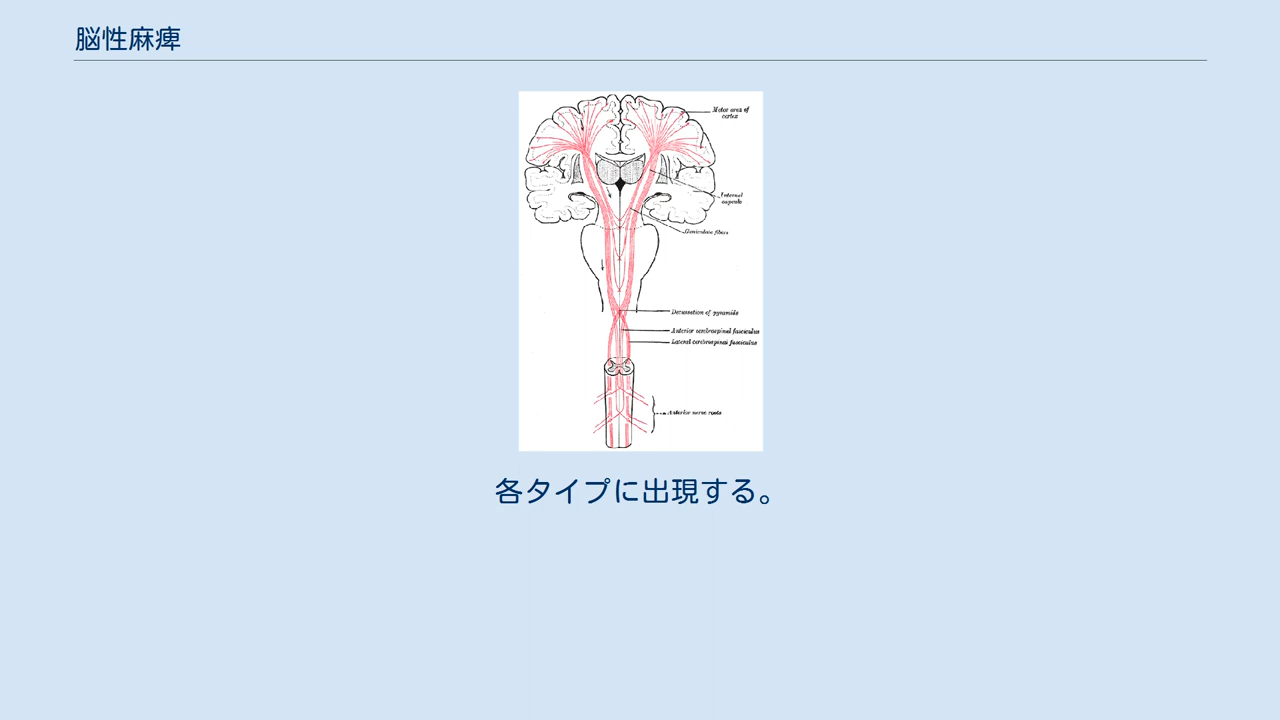 脳性麻痺
Motor area of
cortex
Internal
capsule
Geniculate fibers
Decussation of pyramids
Anterior cerebrospinal fasciculus
Lateral cerebrospinal fasciculus
Anterior nerve roots
各タイプに出現する。